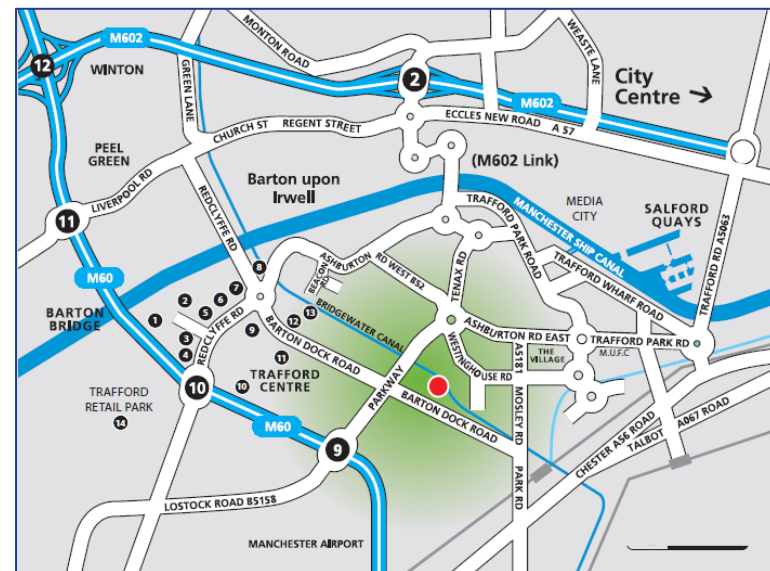 M602
12
WINTON
MONTON ROAD
GREEN LANE
2
WEASTE LANE
City
Centre
M602
CHURCH ST
REGENT STREET
ECCLES NEW ROAD A 57
PEEL
GREEN
LIVERPOOL RD
REDCLYFFE RD
Barton upon
Irwell
(M602 Link)
TRAFFORD PARK ROAD
MEDIA
CITY
SALFORD
QUAYS
MANCHESTER SHIP CANAL
TRAFFORD RD A5063
11
M60
BARTON
BRIDGE
8
7
2
6
5
1
3
4
REDCLYFFE RD
ASHBURTON RD WEST B52
BEACON RD
TENAX RD
TRAFFORD WHARF ROAD
BRIDGEWATER CANAL
13
12
9
11
10
BARTON DOCK ROAD
ASHBURTON RD EAST
TRAFFORD PARK RD
A5181
THE
VILLAGE
M.U.F.C
WESTINGHOUSE RD
TRAFFORD
CENTRE
10
TRAFFORD
RETAIL PARK
14
M60
PARKWAY
BARTON DOCK ROAD
MOSLEY RD
PARK RD
CHESTER A56 ROAD
TALBOT A067 ROAD
9
LOSTOCK ROAD B5158
MANCHESTER AIRPORT